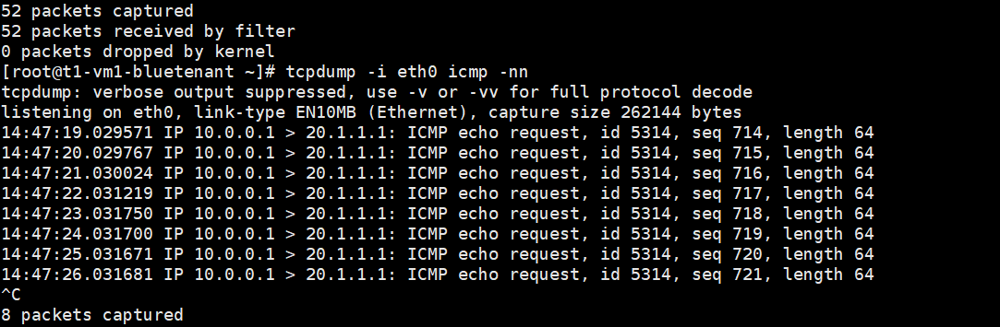 52 packets captured
52 packets received by filter
0 packets dropped by kernel
[root@t1-vm1-bluetenant ~]# tcpdump -i eth0 icmp -nn
tcpdump: verbose output suppressed, use -v or -vv for full protocol decode
listening on eth0, link-type EN10MB (Ethernet), capture size 262144 bytes
14:47:19.029571 IP 10.0.0.1 > 20.1.1.1: ICMP echo request, id 5314, seq 714, length 64
14:47:20.029767 IP 10.0.0.1 > 20.1.1.1: ICMP echo request, id 5314, seq 715, length 64
14:47:21.030024 IP 10.0.0.1 > 20.1.1.1: ICMP echo request, id 5314, seq 716, length 64
14:47:22.031219 IP 10.0.0.1 > 20.1.1.1: ICMP echo request, id 5314, seq 717, length 64
14:47:23.031750 IP 10.0.0.1 > 20.1.1.1: ICMP echo request, id 5314, seq 718, length 64
14:47:24.031700 IP 10.0.0.1 > 20.1.1.1: ICMP echo request, id 5314, seq 719, length 64
14:47:25.031671 IP 10.0.0.1 > 20.1.1.1: ICMP echo request, id 5314, seq 720, length 64
14:47:26.031681 IP 10.0.0.1 > 20.1.1.1: ICMP echo request, id 5314, seq 721, length 64
^C
8 packets captured